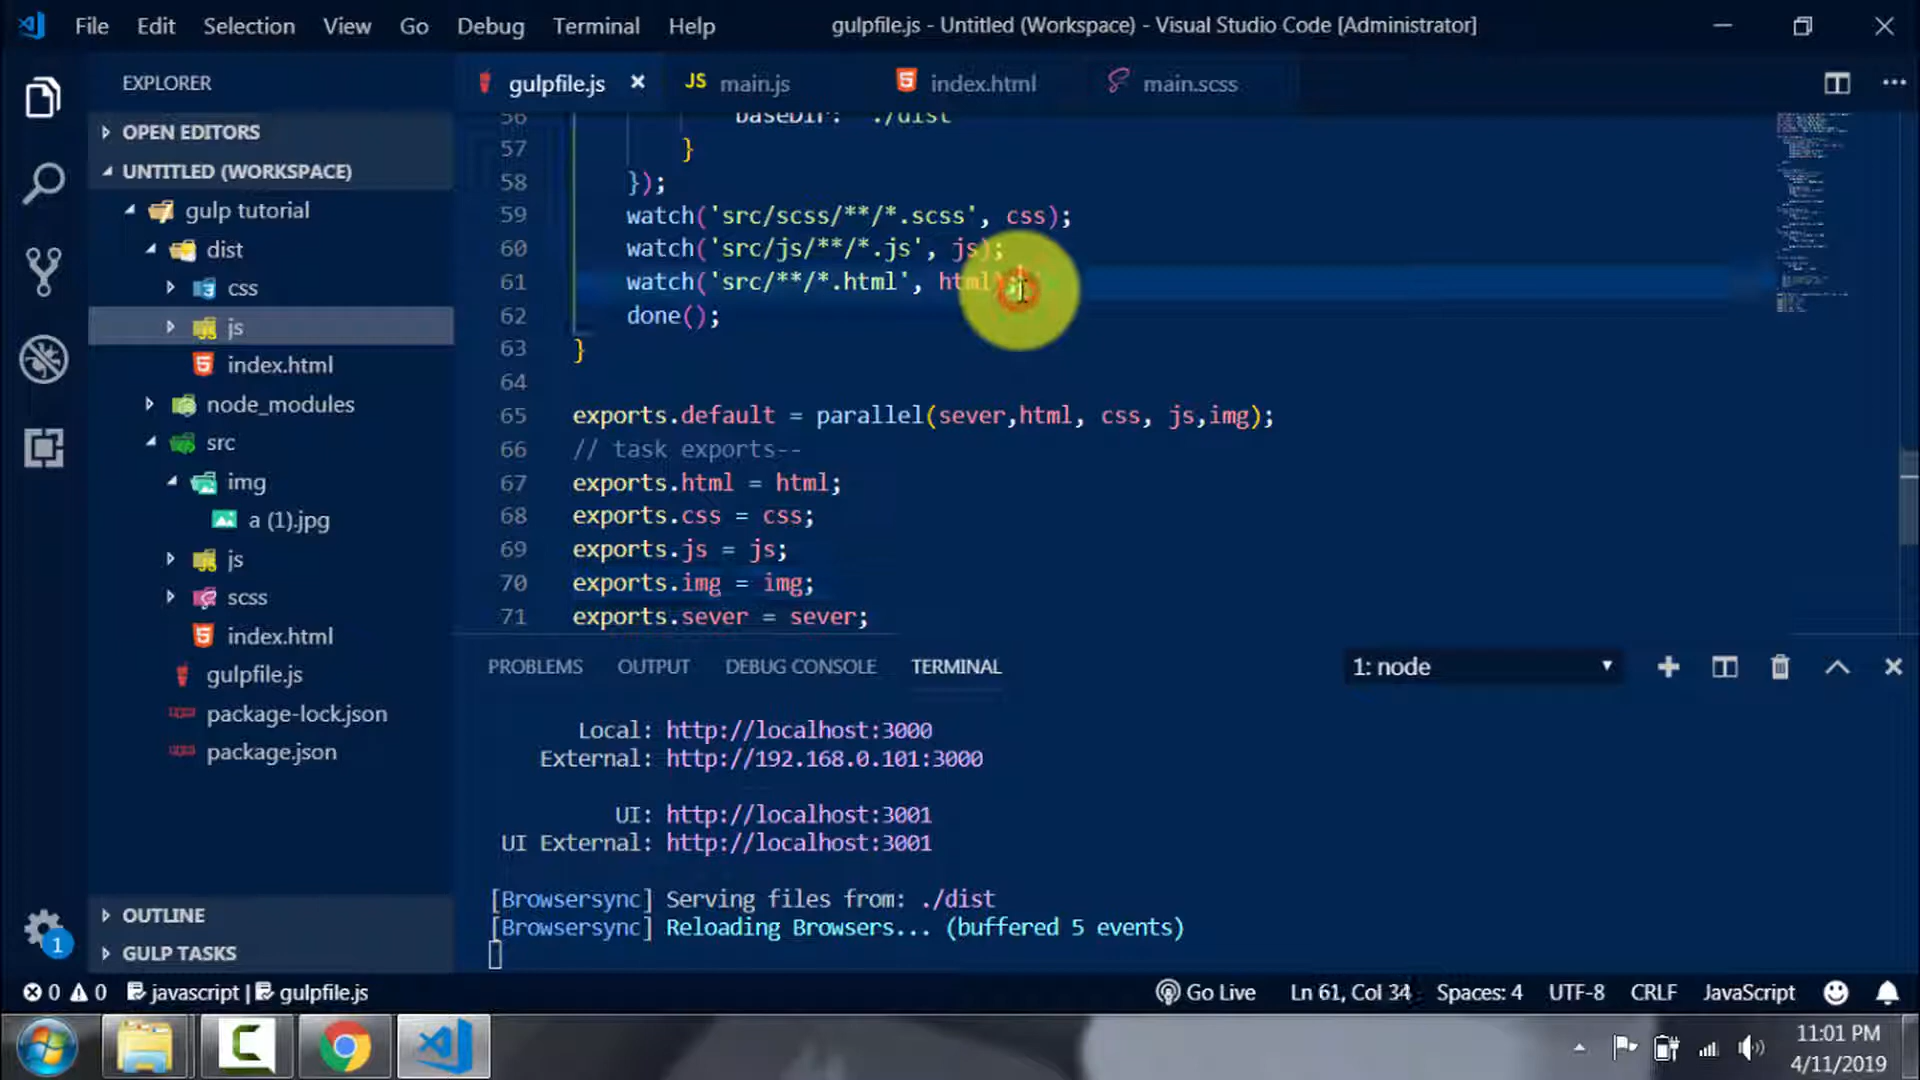 File Edit Selection View Go Debug Terminal Help gulpfile.js - Untitled (Workspace) - Visual Studio Code [Administrator]
EXPLORER
OPEN EDITORS
UNTITLED (WORKSPACE)
gulp tutorial
dist
css
js
index.html
node_modules
src
img
a (1).jpg
js
scss
index.html
gulpfile.js
package-lock.json
package.json
OUTLINE
GULP TASKS
gulpfile.js JS main.js index.html main.scss
56 baseDir: './dist
57 }
58 });
59 watch('src/scss/**/*.scss', css);
60 watch('src/js/**/*.js', js);
61 watch('src/**/*.html', html);
62 done();
63 }
64
65 exports.default = parallel(sever,html, css, js,img);
66 // task exports--
67 exports.html = html;
68 exports.css = css;
69 exports.js = js;
70 exports.img = img;
71 exports.sever = sever;
PROBLEMS OUTPUT DEBUG CONSOLE TERMINAL 1: node
Local: http://localhost:3000
External: http://192.168.0.101:3000
UI: http://localhost:3001
UI External: http://localhost:3001
[Browsersync] Serving files from: ./dist
[Browsersync] Reloading Browsers... (buffered 5 events)
1
0 0 javascript | gulpfile.js Go Live Ln 61, Col 34 Spaces: 4 UTF-8 CRLF JavaScript
11:01 PM
4/11/2019